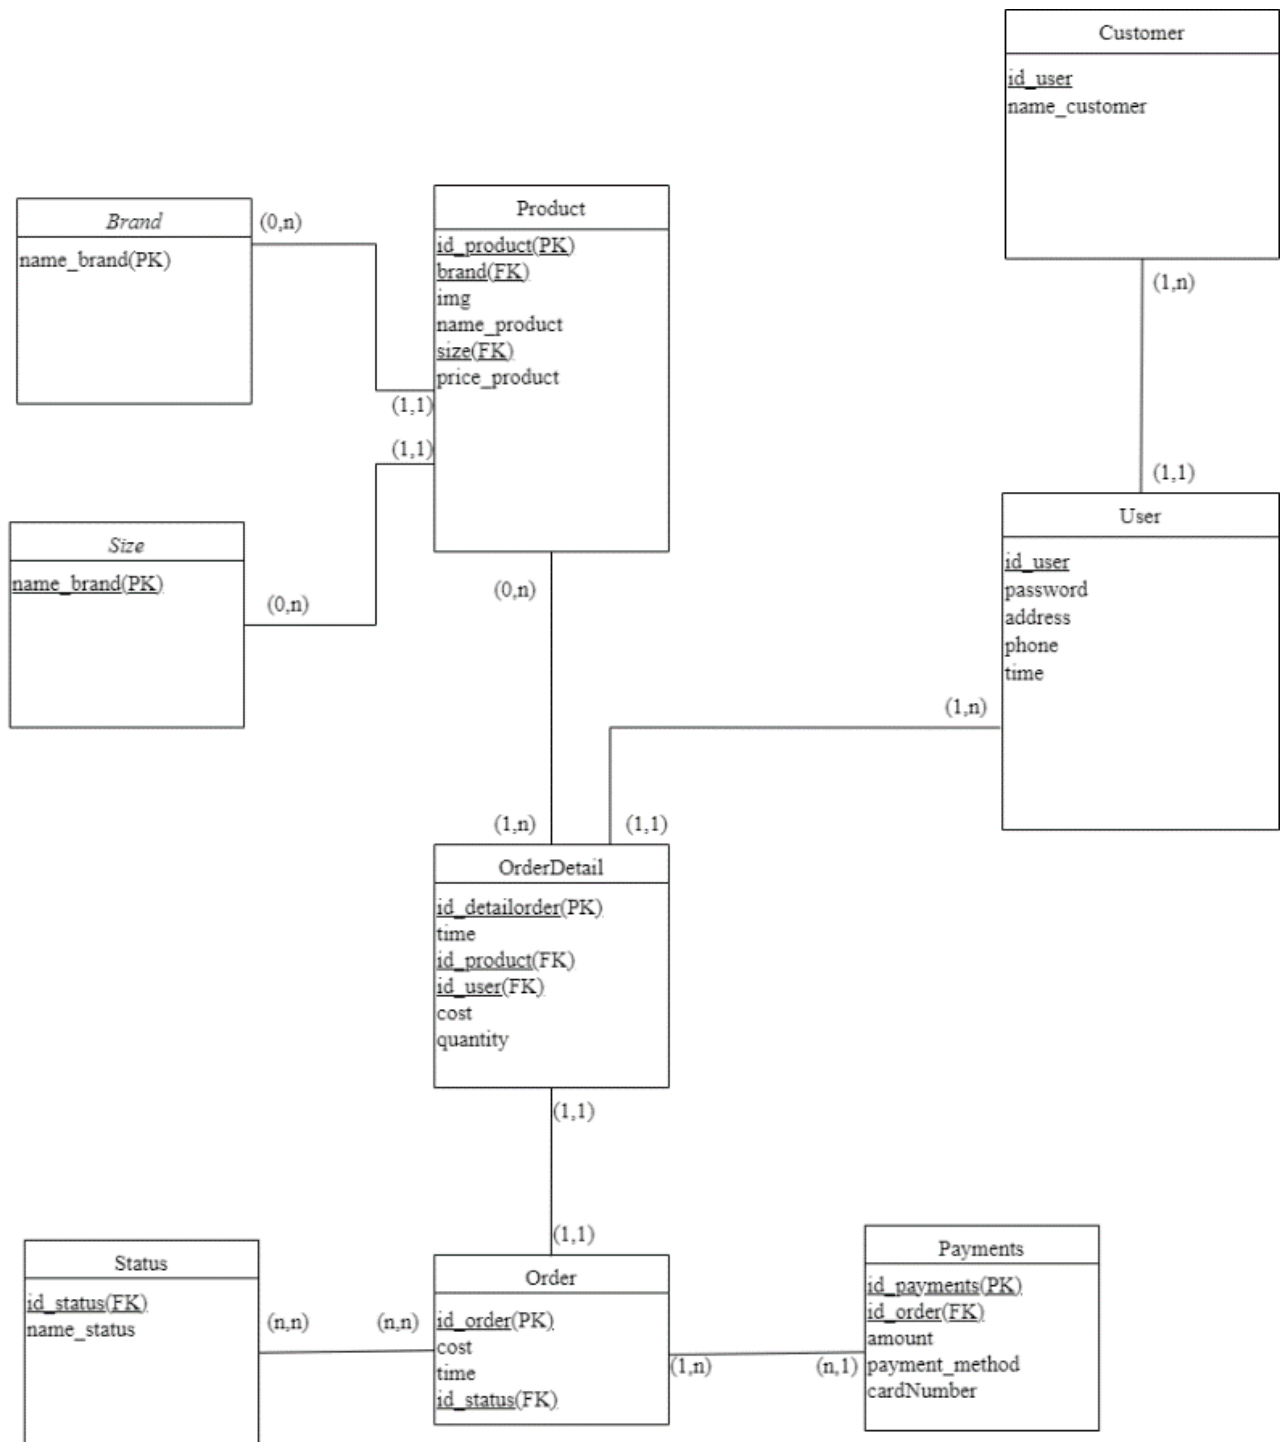 Customer
id_user
name_customer
(1,n)
Brand
name_brand(PK)
(0,n)
Product
id_product(PK)
brand(FK)
img
name_product
size(FK)
price_product
(1,1)
(1,1)
Size
name_brand(PK)
(0,n)
(0,n)
(1,1)
User
id_user
password
address
phone
time
(1,n)
(1,n)
(1,1)
OrderDetail
id_detailorder(PK)
time
id_product(FK)
id_user(FK)
cost
quantity
(1,1)
(1,1)
Status
id_status(FK)
name_status
(n,n)
(n,n)
Order
id_order(PK)
cost
time
id_status(FK)
(1,n)
(n,1)
Payments
id_payments(PK)
id_order(FK)
amount
payment_method
cardNumber